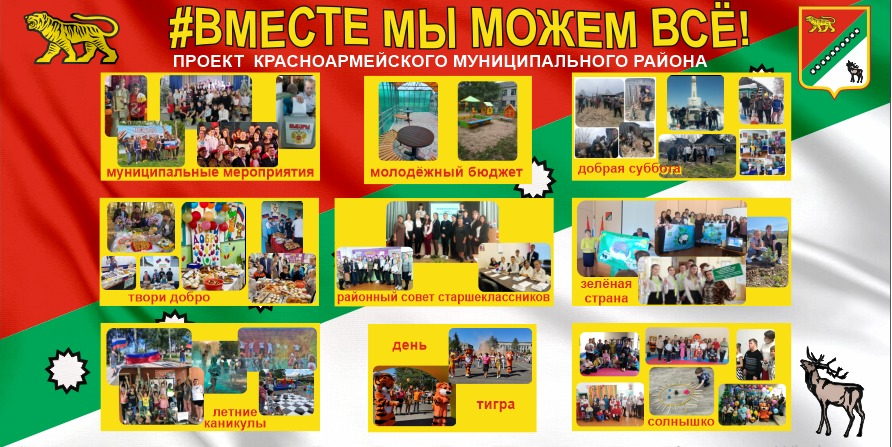 #ВМЕСТЕ МЫ МОЖЕМ ВСЁ!
ПРОЕКТ КРАСНОАРМЕЙСКОГО МУНИЦИПАЛЬНОГО РАЙОНА
муниципальные мероприятия
молодёжный бюджет
добрая суббота
твори добро
районный совет старшеклассников
зелёная
страна
летние
каникулы
день
тигра
солнышко